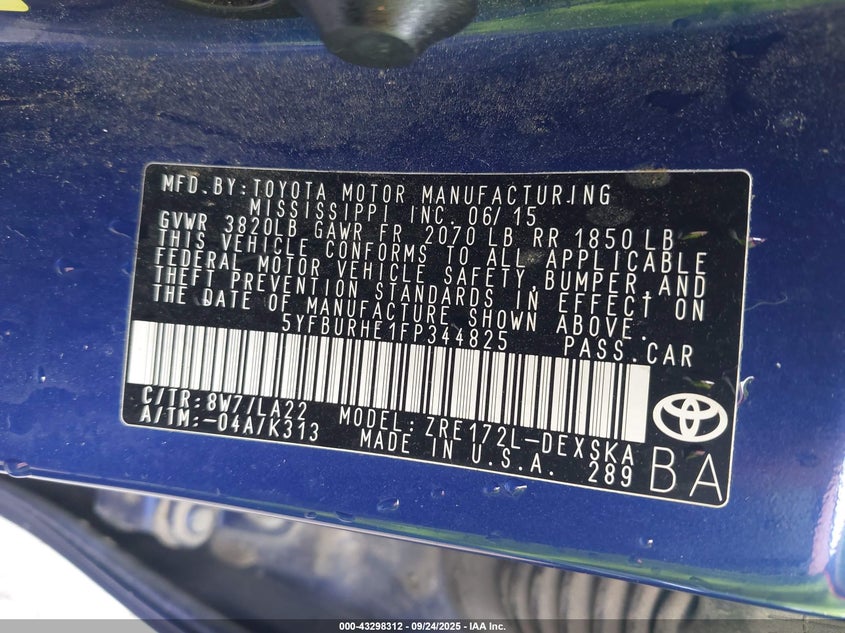 MFD. BY: TOYOTA MOTOR MANUFACTURING
MISSISSIPPI INC. 06/15
GVWR 3820LB GAWR FR 2070 LB RR 1850 LB
THIS VEHICLE CONFORMS TO ALL APPLICABLE
FEDERAL MOTOR VEHICLE SAFETY, BUMPER, AND
THEFT PREVENTION STANDARDS IN EFFECT ON
THE DATE OF MANUFACTURE SHOWN ABOVE.
5YFBURHE1FP344825 PASS. CAR
C/TR: 8W7/LA22 MODEL: ZRE172L-DEXSKA
A/TM: -04A/K313 MADE IN U.S.A. 289
BA
000-43298312 - 09/24/2025 - IAA Inc.